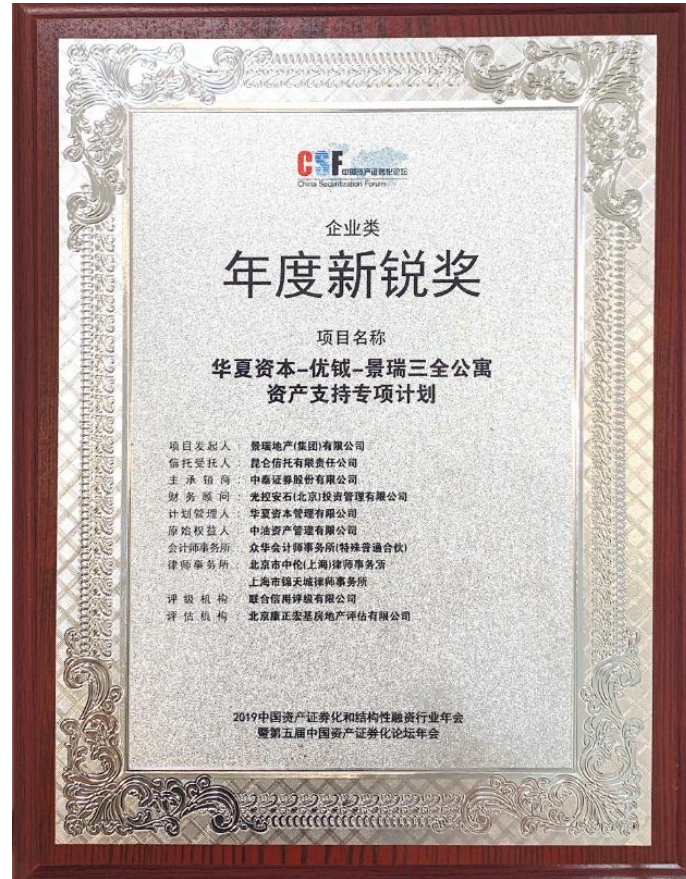 CSF 中国资产证券化论坛
China Securitization Forum
企业类
年度新锐奖
项目名称
华夏资本-优钺-景瑞三全公寓
资产支持专项计划
项目发起人: 景瑞地产(集团)有限公司
信托受托人: 昆仑信托有限责任公司
主承销商: 中泰证券股份有限公司
财务顾问: 光控安石(北京)投资管理有限公司
计划管理人: 华夏资本管理有限公司
原始权益人: 中油资产管理有限公司
会计师事务所: 众华会计师事务所(特殊普通合伙)
律师事务所: 北京市中伦(上海)律师事务所
上海市锦天城律师事务所
评级机构: 联合信用评级有限公司
评估机构: 北京康正宏基房地产评估有限公司
2019中国资产证券化和结构性融资行业年会
暨第五届中国资产证券化论坛年会